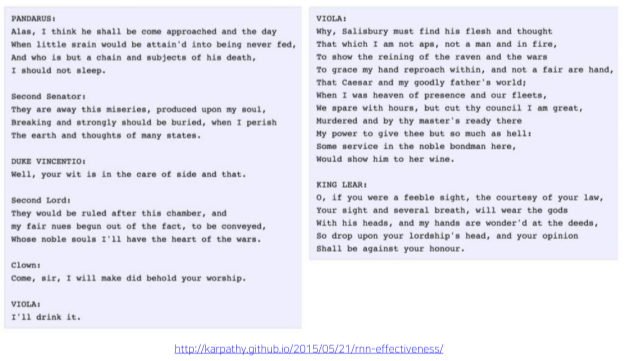 PANDARUS:
Alas, I think he shall be come approached and the day
When little srain would be attain'd into being never fed,
And who is but a chain and subjects of his death,
I should not sleep.
Second Senator:
They are away this miseries, produced upon my soul,
Breaking and strongly should be buried, when I perish
The earth and thoughts of many states.
DUKE VINCENTIO:
Well, your wit is in the care of side and that.
Second Lord:
They would be ruled after this chamber, and
my fair nues begun out of the fact, to be conveyed,
Whose noble souls I'll have the heart of the wars.
Clown:
Come, sir, I will make did behold your worship.
VIOLA:
I'll drink it.
VIOLA:
Why, Salisbury must find his flesh and thought
That which I am not aps, not a man and in fire,
To show the reining of the raven and the wars
To grace my hand reproach within, and not a fair are hand,
That Caesar and my goodly father's world;
When I was heaven of presence and our fleets,
We spare with hours, but cut thy council I am great,
Murdered and by thy master's ready there
My power to give thee but so much as hell:
Some service in the noble bondman here,
Would show him to her wine.
KING LEAR:
O, if you were a feeble sight, the courtesy of your law,
Your sight and several breath, will wear the gods
With his heads, and my hands are wonder'd at the deeds,
So drop upon your lordship's head, and your opinion
Shall be against your honour.
http://karpathy.github.io/2015/05/21/rnn-effectiveness/